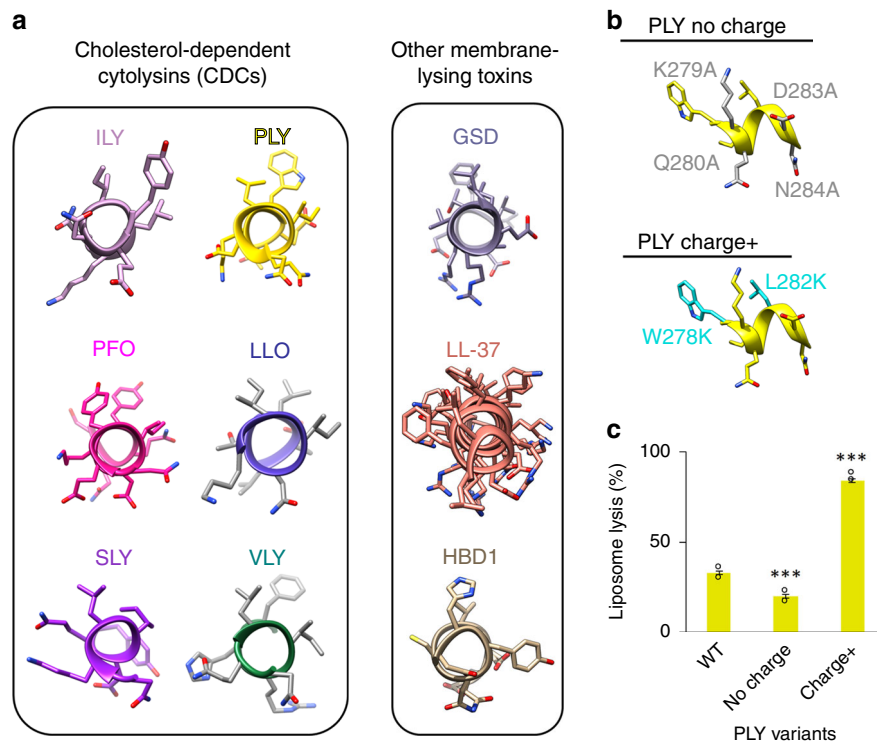 a
Cholesterol-dependent
cytolysins (CDCs)
Other membrane-
lysing toxins
ILY
PLY
GSD
PFO
LLO
LL-37
SLY
VLY
HBD1
b
PLY no charge
K279A
D283A
Q280A
N284A
PLY charge+
L282K
W278K
c
Liposome lysis (%)
100
50
0
***
***
WT
No charge
Charge+
PLY variants